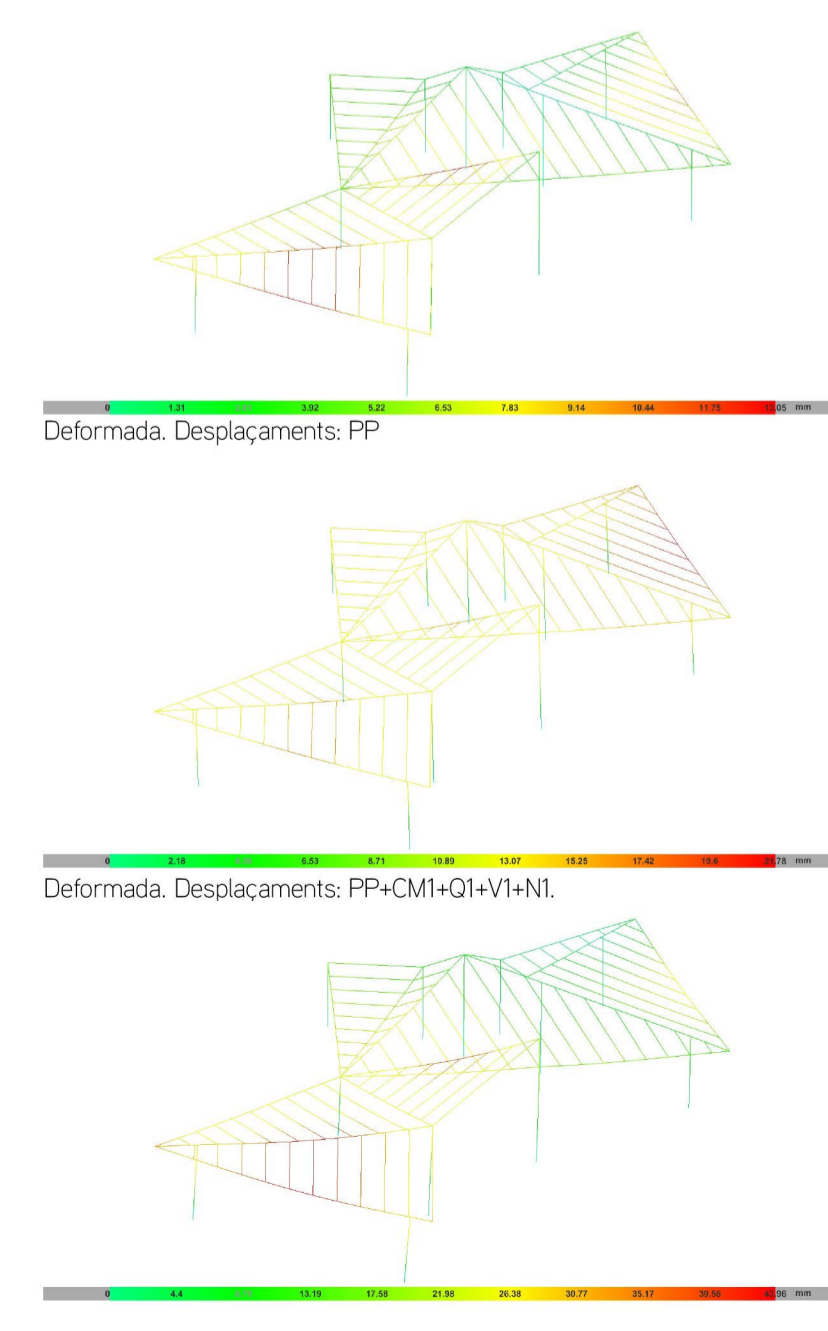 0 1.31 3.92 5.22 6.53 7.83 9.14 10.44 11.75 mm
Deformada. Desplaçaments: PP
0 2.18 6.53 8.71 10.89 13.07 15.25 17.42 19.6 mm
Deformada. Desplaçaments: PP+CM1+Q1+V1+N1.
0 4.4 13.19 17.58 21.98 26.38 30.77 35.17 39.56 mm